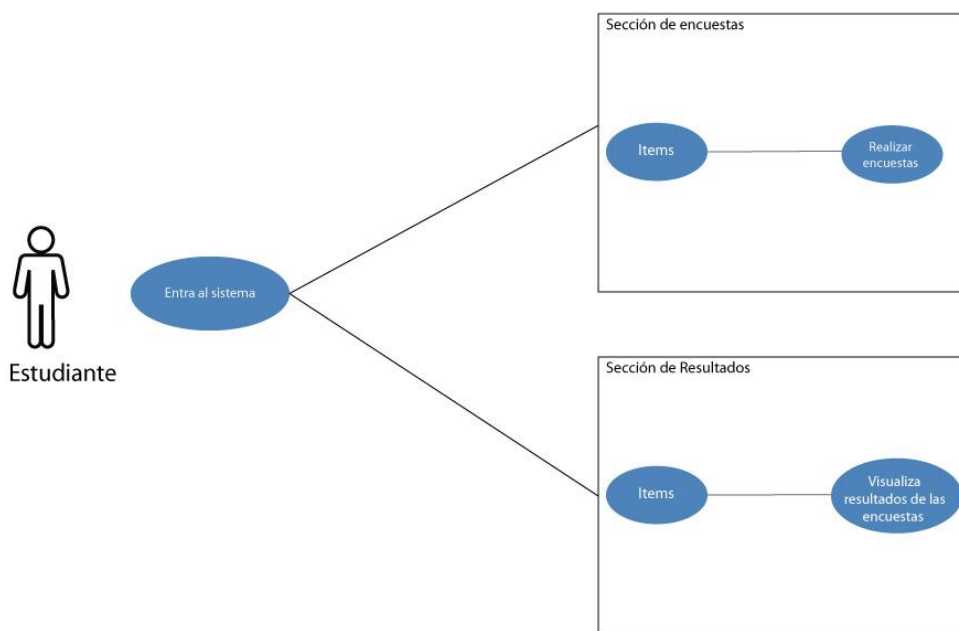 Sección de encuestas
Items
Realizar
encuestas
Entra al sistema
Estudiante
Sección de Resultados
Items
Visualiza
resultados de las
encuestas